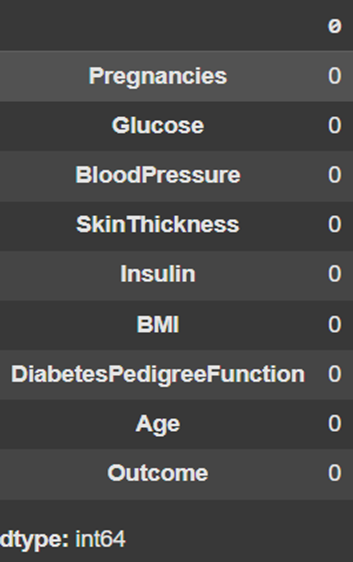 0
Pregnancies 0
Glucose 0
BloodPressure 0
SkinThickness 0
Insulin 0
BMI 0
DiabetesPedigreeFunction 0
Age 0
Outcome 0
dtype: int64